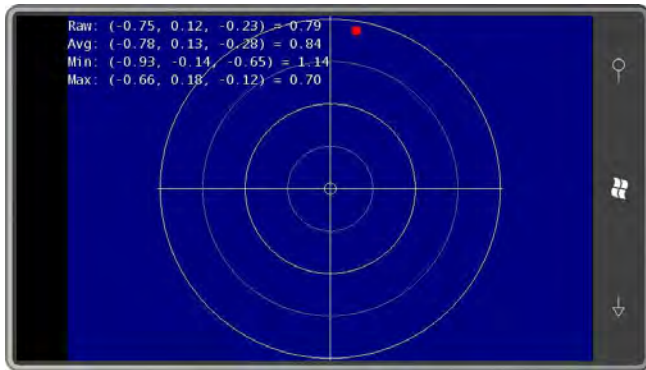 Raw: (-0.75, 0.12, -0.23) = 0.79
Avg: (-0.78, 0.13, -0.28) = 0.84
Min: (-0.93, -0.14, -0.65) = 1.14
Max: (-0.66, 0.18, -0.12) = 0.70